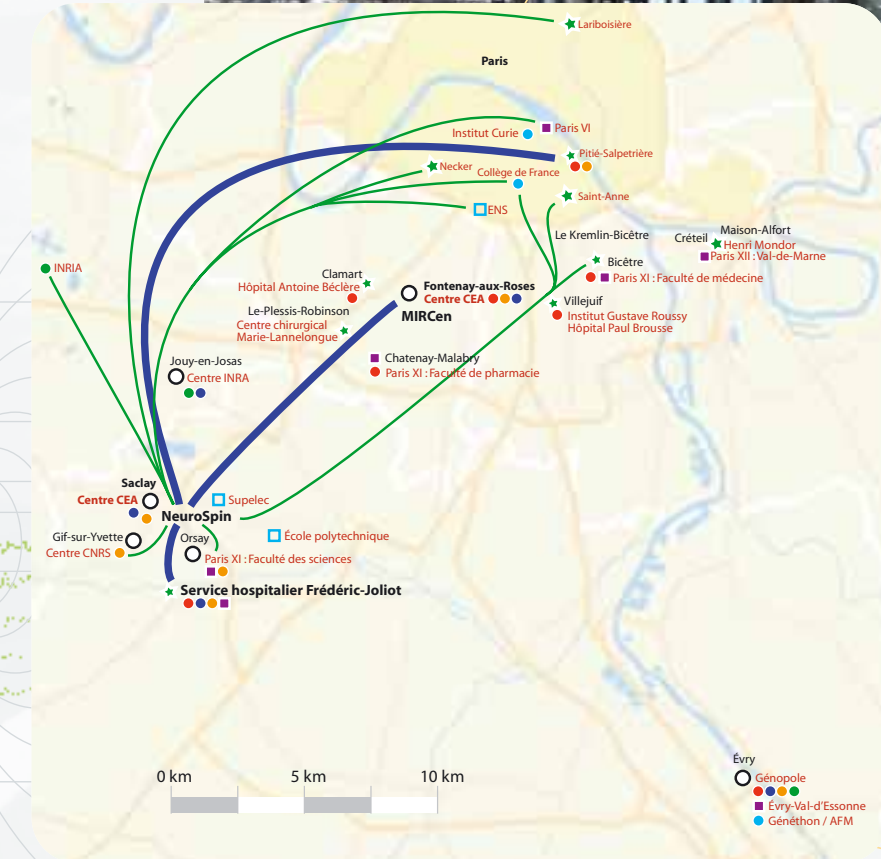 Lariboisière
Paris
Institut Curie
Paris VI
Pitié-Salpetrière
Necker
Collège de France
Saint-Anne
ENS
Le Kremlin-Bicêtre
Créteil
Maison-Alfort
Henri Mondor
Paris XII : Val-de-Marne
Bicêtre
Paris XI : Faculté de médecine
INRIA
Clamart
Hôpital Antoine Béclère
Fontenay-aux-Roses
Centre CEA
MIRCen
Villejuif
Institut Gustave Roussy
Hôpital Paul Brousse
Le-Plessis-Robinson
Centre chirurgical
Marie-Lannelongue
Chatenay-Malabry
Paris XI : Faculté de pharmacie
Jouy-en-Josas
Centre INRA
Saclay
Centre CEA
Supelec
NeuroSpin
École polytechnique
Gif-sur-Yvette
Centre CNRS
Orsay
Paris XI : Faculté des sciences
Service hospitalier Frédéric-Joliot
0 km
5 km
10 km
Évry
Génopole
Évry-Val-d'Essonne
Généthon / AFM